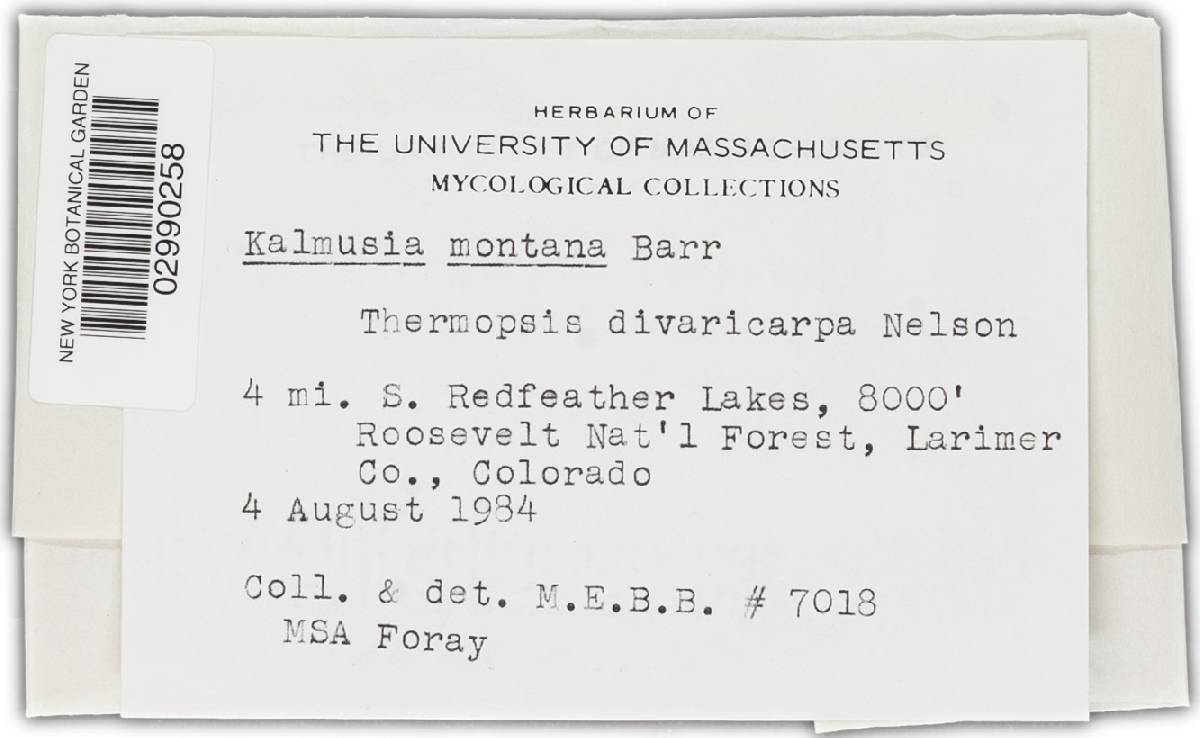 NEW YORK BOTANICAL GARDEN
02990258
HERBARIUM OF
THE UNIVERSITY OF MASSACHUSETTS
MYCOLOGICAL COLLECTIONS
Kalmusia montana Barr
Thermopsis divaricarpa Nelson
4 mi. S. Redfeather Lakes, 8000'
Roosevelt Nat'l Forest, Larimer
Co., Colorado
4 August 1984
Coll. & det. M.E.B.B. # 7018
MSA Foray